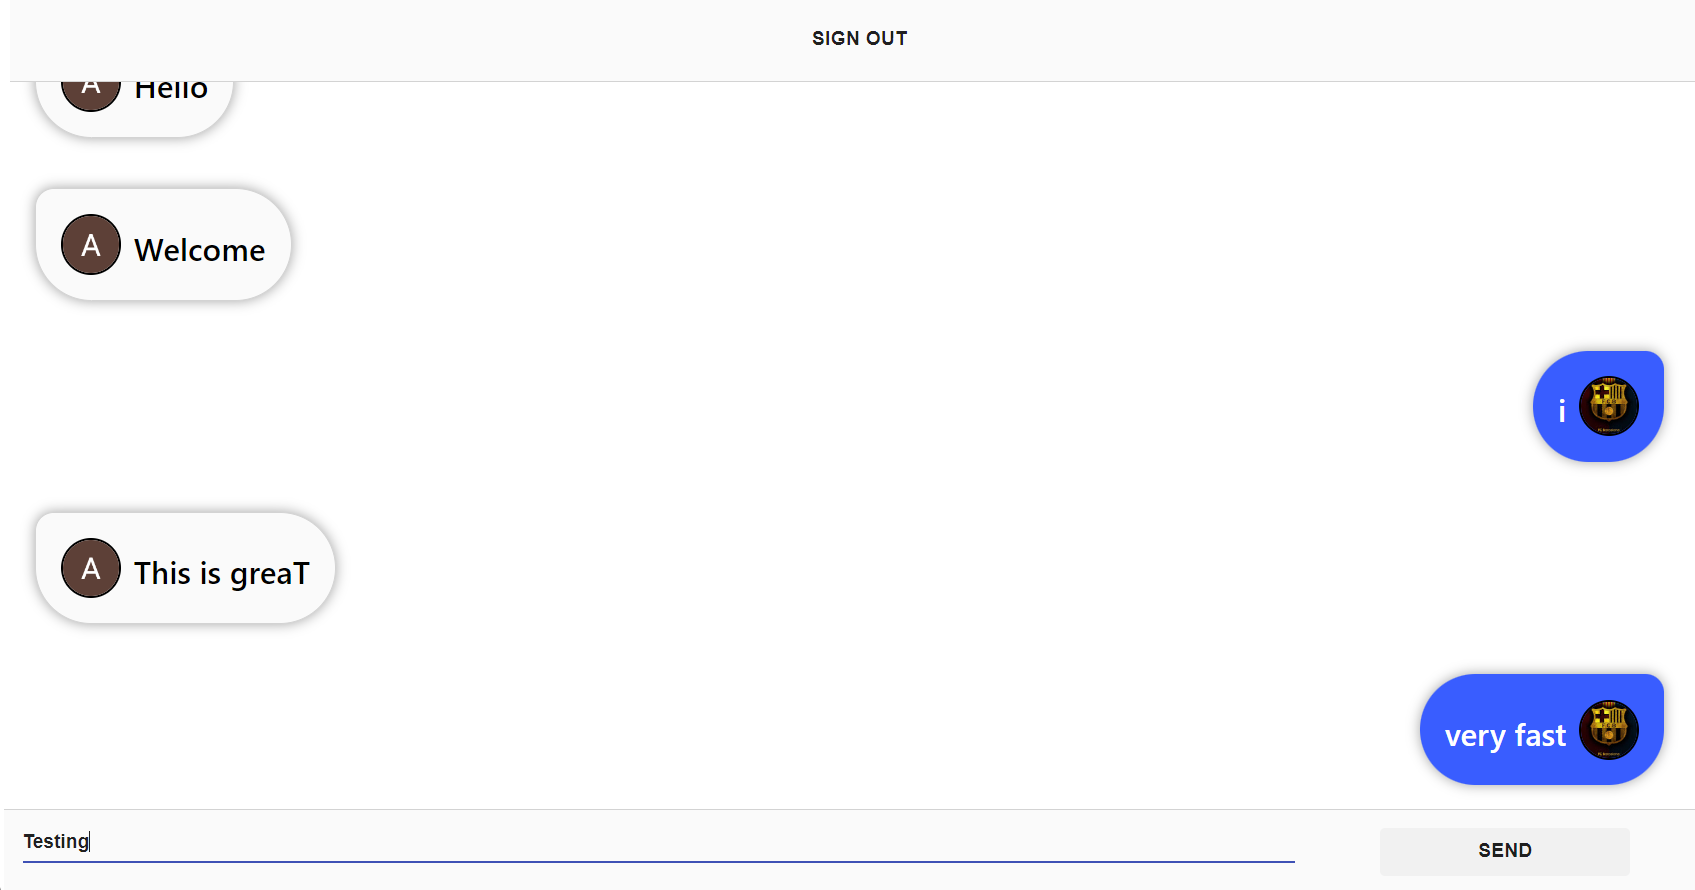 SIGN OUT
A Hello
A Welcome
i
A This is greaT
very fast
Testing
SEND